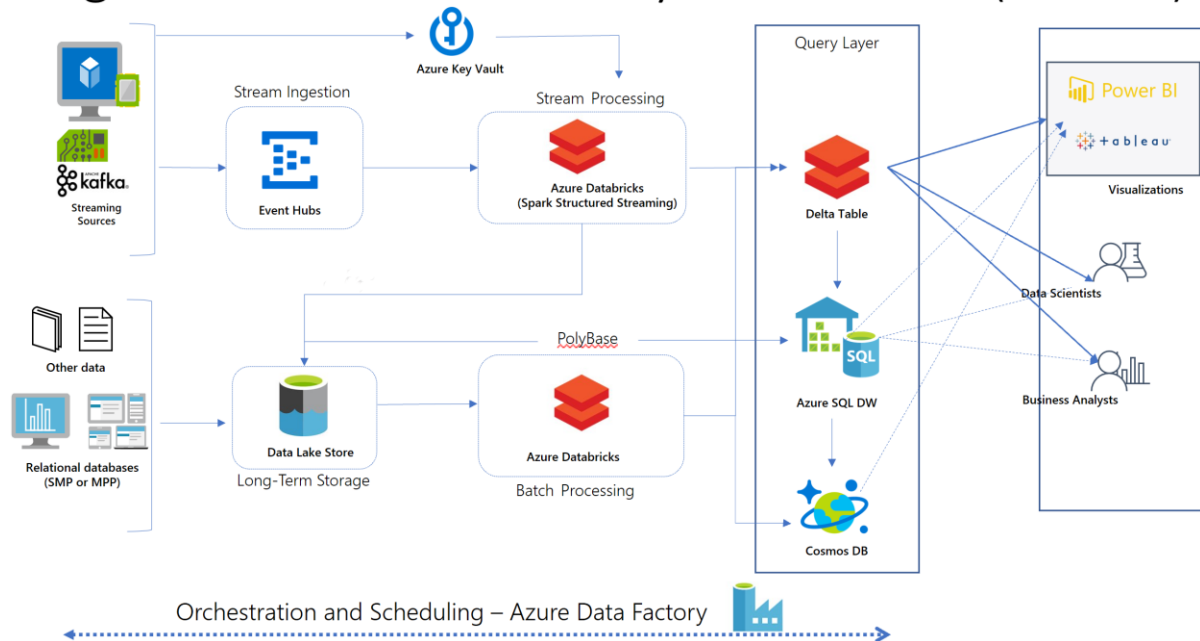 Azure Key Vault
Query Layer
Stream Ingestion
Stream Processing
Power BI
+ a b l e a u
Visualizations
APACHE
kafka
Streaming
Sources
Event Hubs
Azure Databricks
(Spark Structured Streaming)
Delta Table
Data Scientists
Other data
PolyBase
SQL
Azure SQL DW
Business Analysts
Relational databases
(SMP or MPP)
Data Lake Store
Long-Term Storage
Azure Databricks
Batch Processing
Cosmos DB
Orchestration and Scheduling – Azure Data Factory